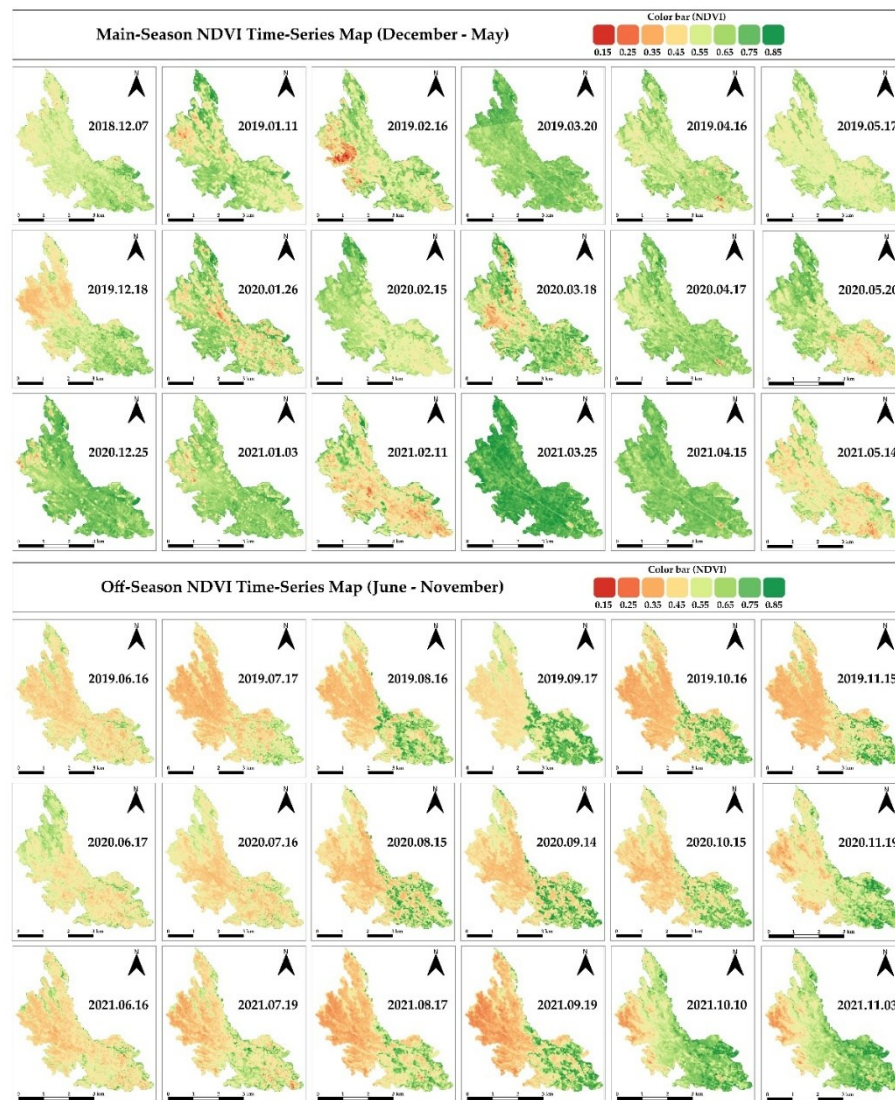 Color bar (NDVI)
Main-Season NDVI Time-Series Map (December - May)
0.15 0.25 0.35 0.45 0.55 0.65 0.75 0.85
N N N N N N
2018.12.07 2019.01.11 2019.02.16 2019.03.20 2019.04.16 2019.05.17
N N N N N N
2019.12.18 2020.01.26 2020.02.15 2020.03.18 2020.04.17 2020.05.20
N N N N N N
2020.12.25 2021.01.03 2021.02.11 2021.03.25 2021.04.15 2021.05.14
Color bar (NDVI)
Off-Season NDVI Time-Series Map (June - November)
0.15 0.25 0.35 0.45 0.55 0.65 0.75 0.85
N N N N N N
2019.06.16 2019.07.17 2019.08.16 2019.09.17 2019.10.16 2019.11.15
N N N N N N
2020.06.17 2020.07.16 2020.08.15 2020.09.14 2020.10.15 2020.11.19
N N N N N N
2021.06.16 2021.07.19 2021.08.17 2021.09.19 2021.10.10 2021.11.03